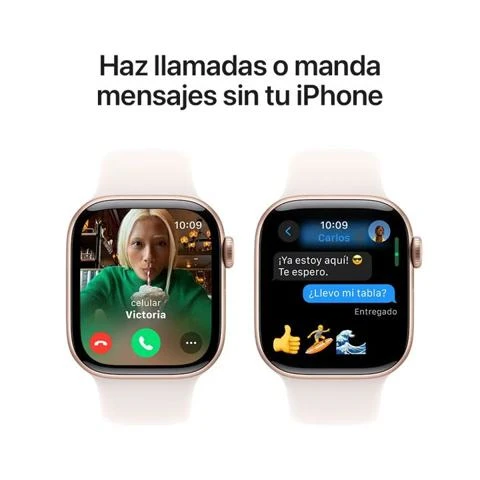 Haz llamadas o manda
mensajes sin tu iPhone
10:09
celular
Victoria
10:09
Carlos
¡Ya estoy aquí! 😎
Te espero.
¿Llevo mi tabla?
Entregado
👍🏄🌊